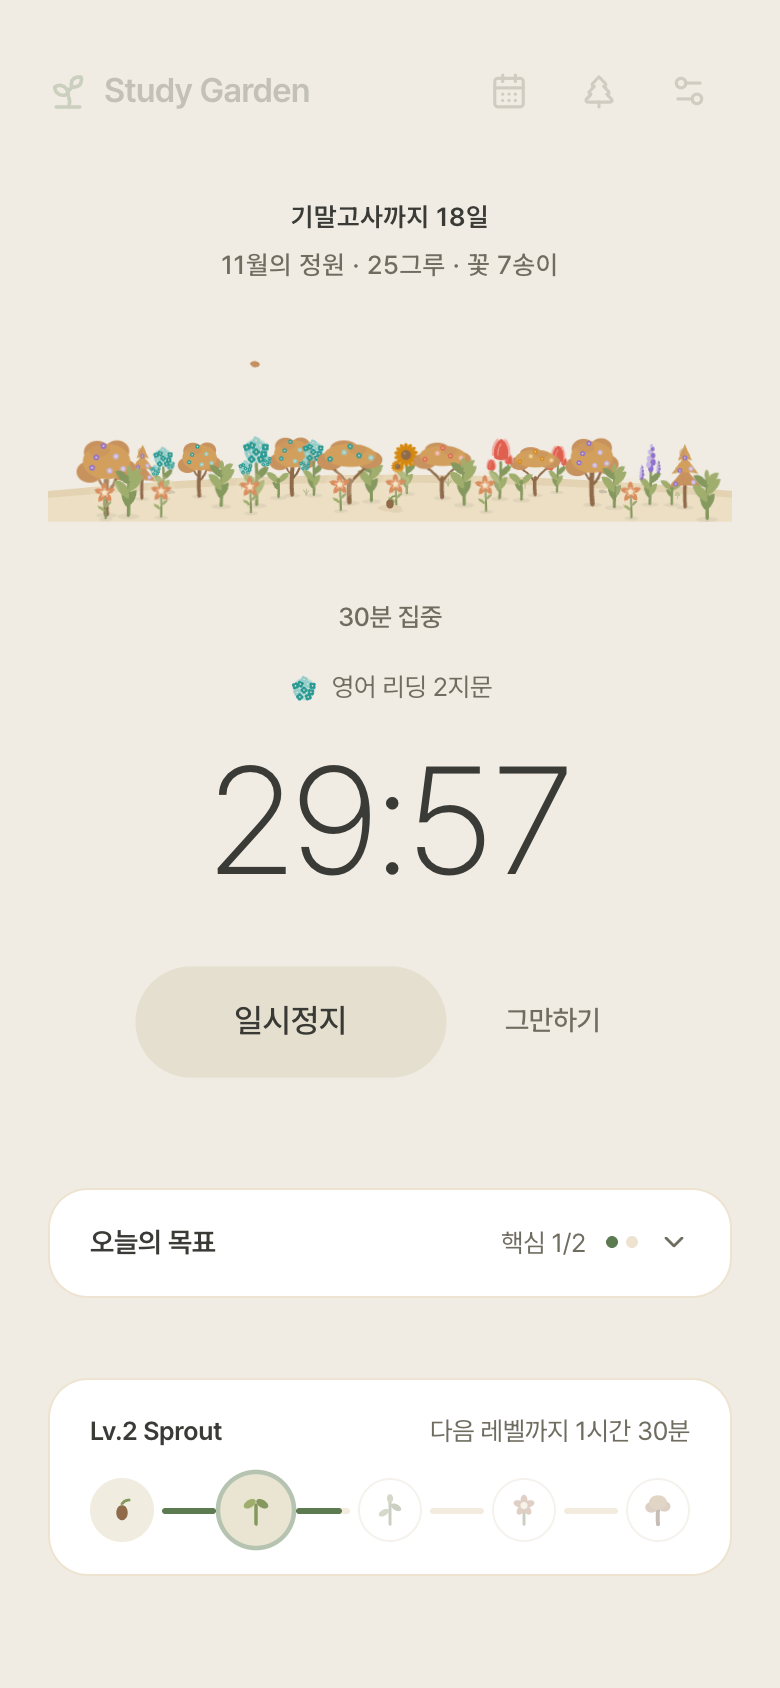 Study Garden
기말고사까지 18일
11월의 정원 · 25그루 · 꽃 7송이
30분 집중
영어 리딩 2지문
29:57
일시정지
그만하기
오늘의 목표
핵심 1/2
Lv.2 Sprout
다음 레벨까지 1시간 30분